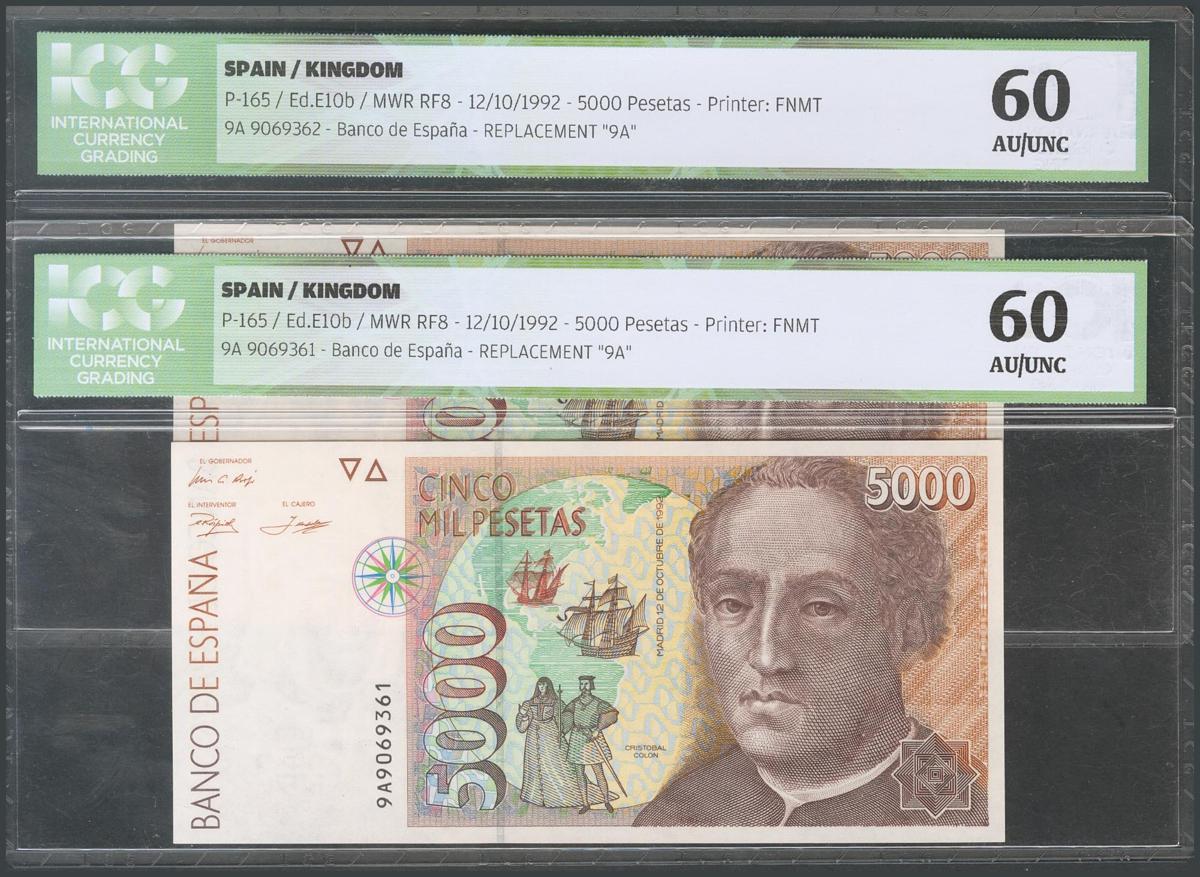 ICG
INTERNATIONAL
CURRENCY
GRADING
SPAIN / KINGDOM
P-165 / Ed.E10b / MWR RF8 - 12/10/1992 - 5000 Pesetas - Printer: FNMT
9A 9069362 - Banco de España - REPLACEMENT "9A"
60
AU/UNC
EL GOBERNADOR
ICG
INTERNATIONAL
CURRENCY
GRADING
SPAIN / KINGDOM
P-165 / Ed.E10b / MWR RF8 - 12/10/1992 - 5000 Pesetas - Printer: FNMT
9A 9069361 - Banco de España - REPLACEMENT "9A"
60
AU/UNC
EL GOBERNADOR
EL INTERVENTOR
EL CAJERO
BANCO DE ESPAÑA
9A9069361
CINCO
MIL PESETAS
5000
5000
MADRID 12 DE OCTUBRE DE 1992
CRISTOBAL
COLÓN